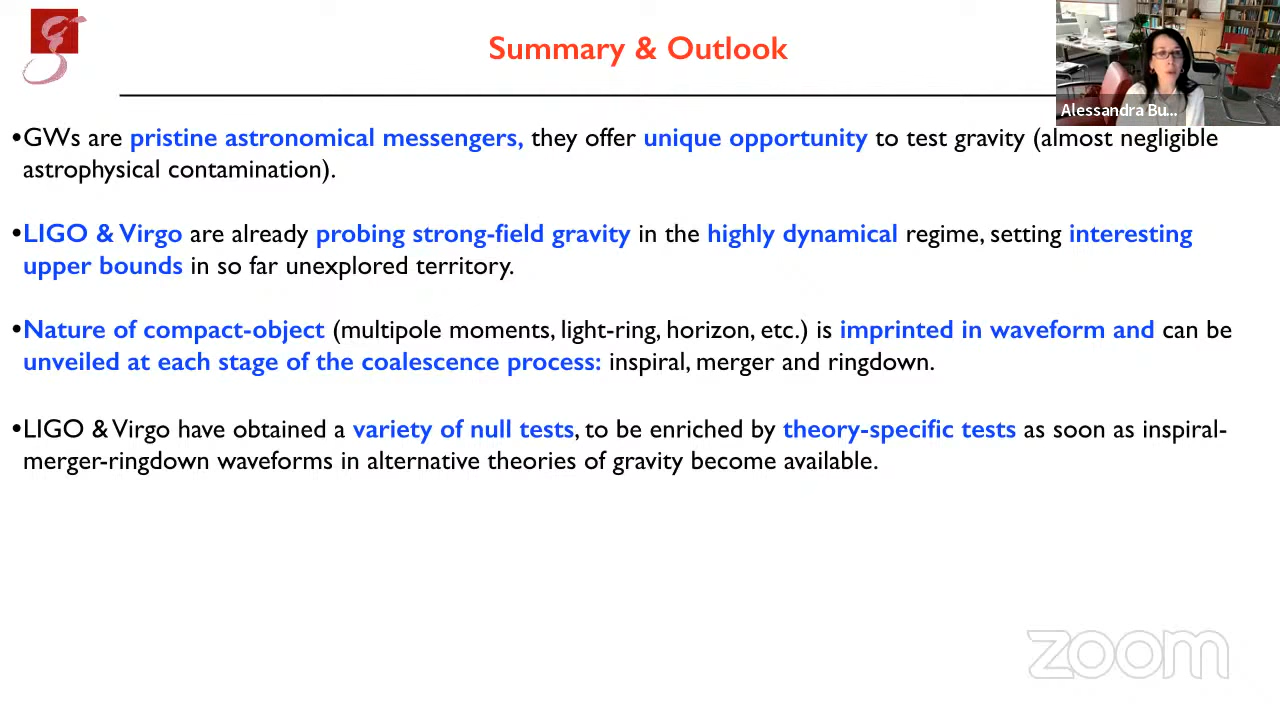 Summary & Outlook
Alessandra Bu...
•GWs are pristine astronomical messengers, they offer unique opportunity to test gravity (almost negligible
astrophysical contamination).
•LIGO & Virgo are already probing strong-field gravity in the highly dynamical regime, setting interesting
upper bounds in so far unexplored territory.
•Nature of compact-object (multipole moments, light-ring, horizon, etc.) is imprinted in waveform and can be
unveiled at each stage of the coalescence process: inspiral, merger and ringdown.
•LIGO & Virgo have obtained a variety of null tests, to be enriched by theory-specific tests as soon as inspiral-
merger-ringdown waveforms in alternative theories of gravity become available.
zoom